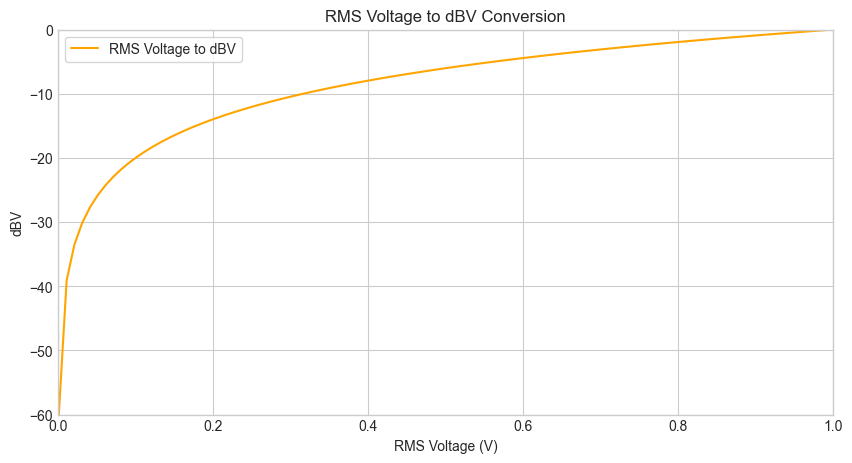 RMS Voltage to dBV Conversion
RMS Voltage to dBV
0
−10
−20
−30
−40
−50
−60
dBV
0.0 0.2 0.4 0.6 0.8 1.0
RMS Voltage (V)